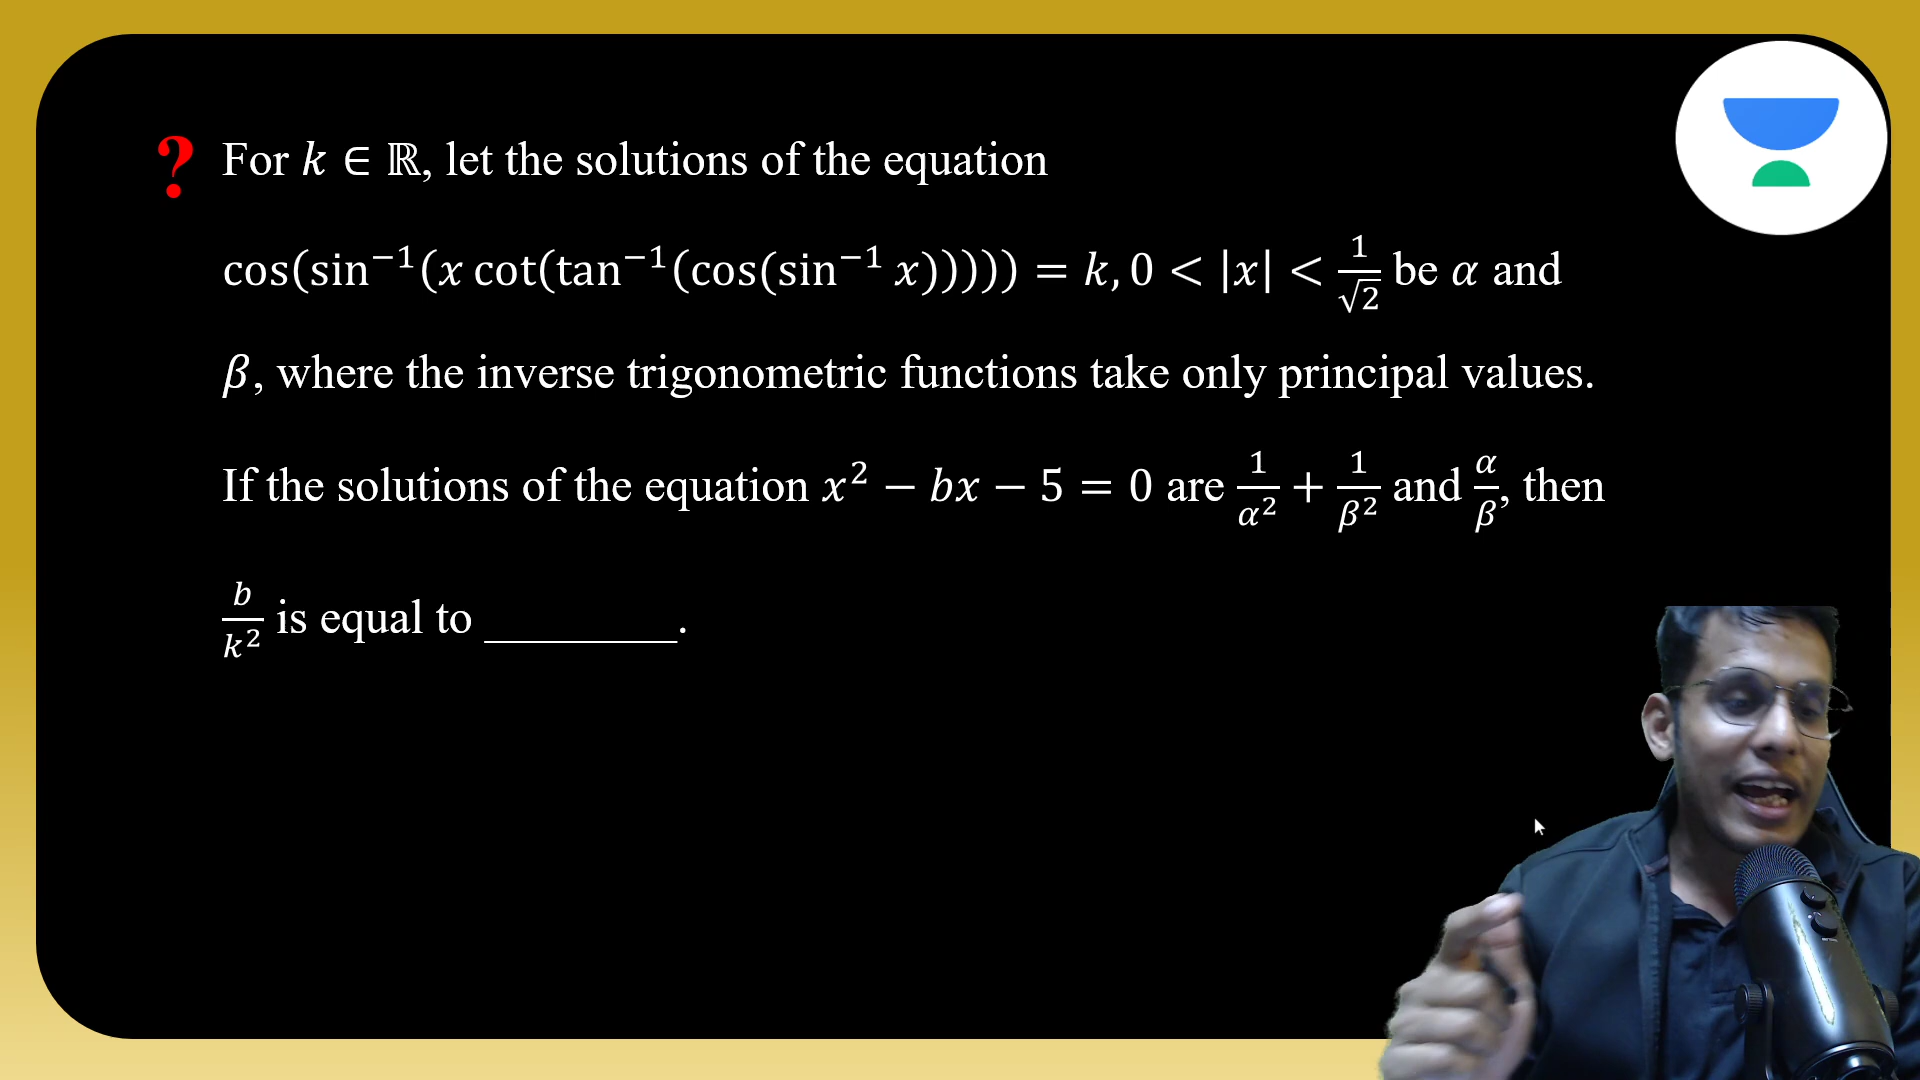 ? For k ∈ ℝ, let the solutions of the equation
cos(sin⁻¹(x cot(tan⁻¹(cos(sin⁻¹ x))))) = k, 0 < |x| < 1/√2 be α and
β, where the inverse trigonometric functions take only principal values.
If the solutions of the equation x² − bx − 5 = 0 are 1/α² + 1/β² and α/β, then
b/k² is equal to ________.